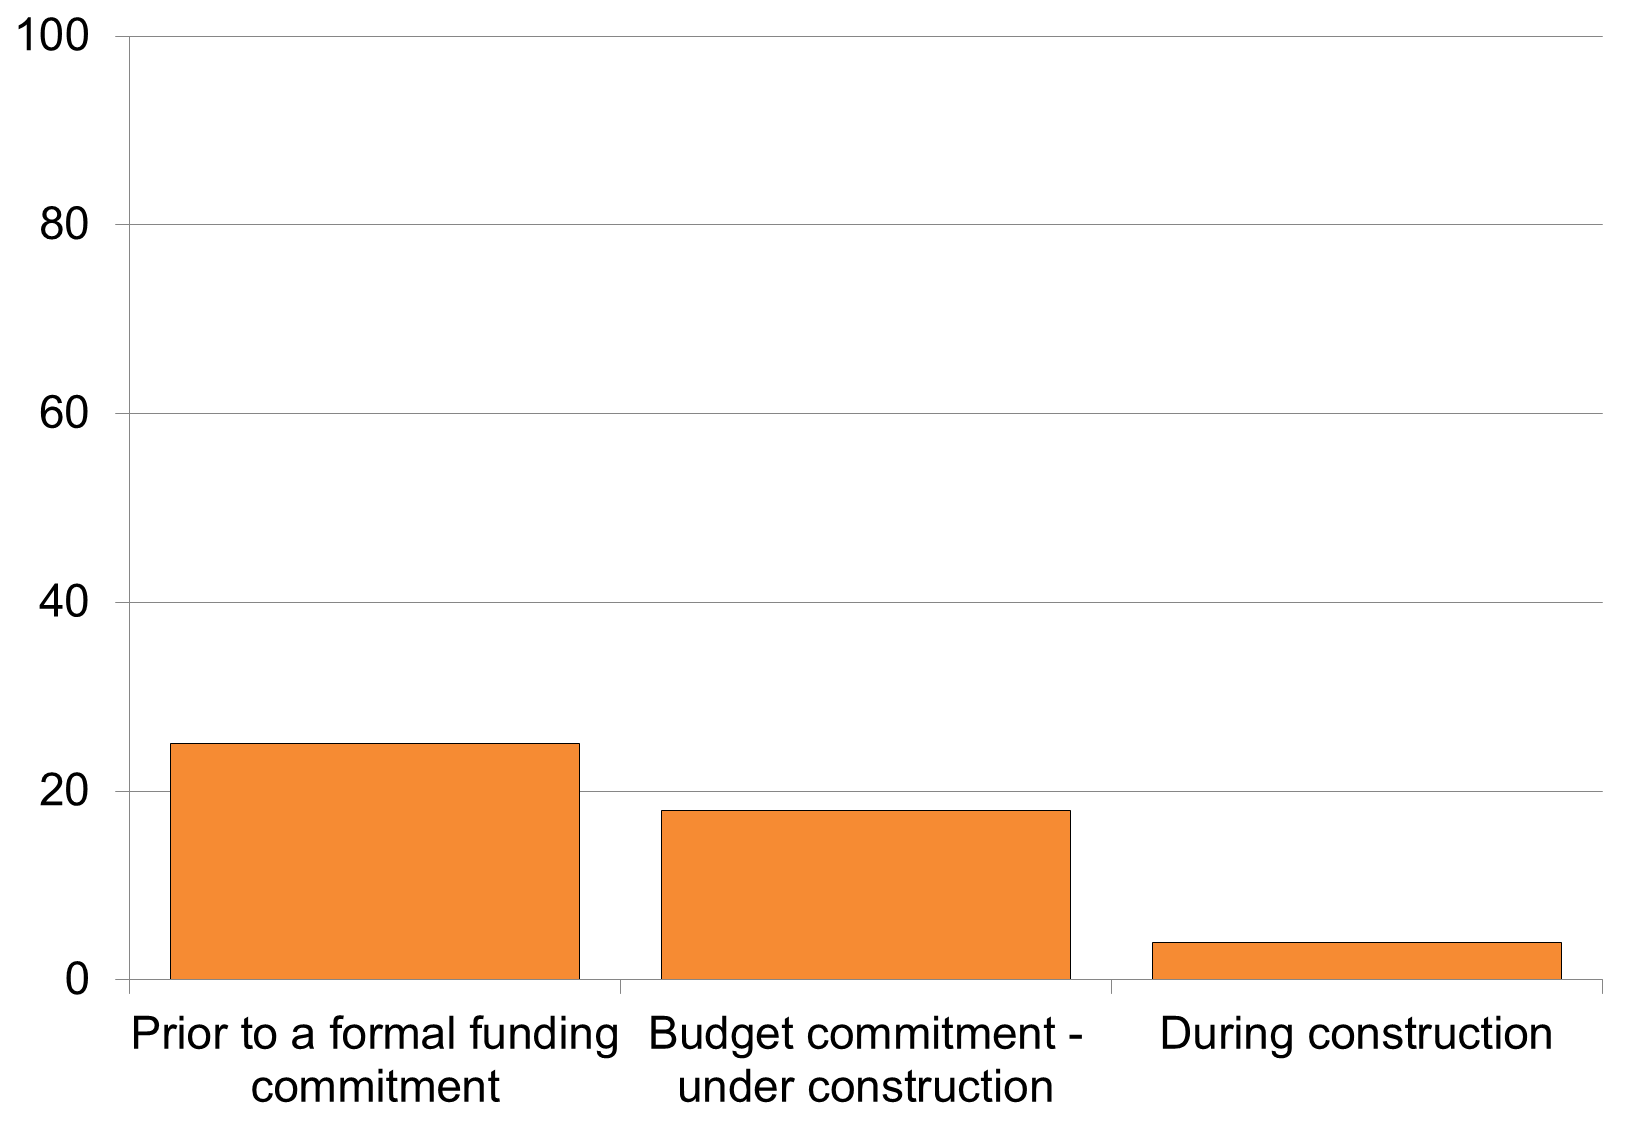 100
80
60
40
20
0
Prior to a formal funding
commitment
Budget commitment -
under construction
During construction